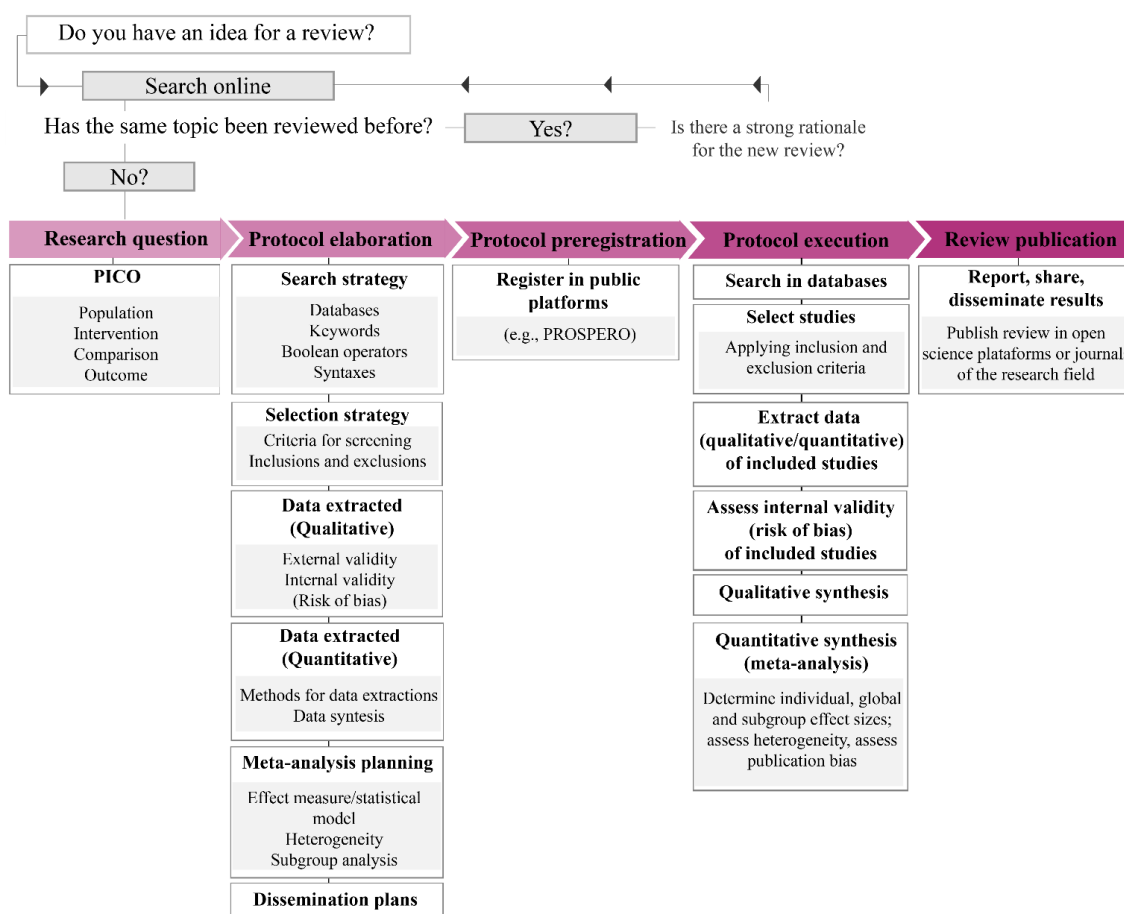 Do you have an idea for a review?
Search online
Has the same topic been reviewed before?
Yes?
Is there a strong rationale
for the new review?
No?
Research question
Protocol elaboration
Protocol preregistration
Protocol execution
Review publication
PICO
Population
Intervention
Comparison
Outcome
Search strategy
Databases
Keywords
Boolean operators
Syntaxes
Selection strategy
Criteria for screening
Inclusions and exclusions
Data extracted
(Qualitative)
External validity
Internal validity
(Risk of bias)
Data extracted
(Quantitative)
Methods for data extractions
Data syntesis
Meta-analysis planning
Effect measure/statistical
model
Heterogeneity
Subgroup analysis
Dissemination plans
Register in public
platforms
(e.g., PROSPERO)
Search in databases
Select studies
Applying inclusion and
exclusion criteria
Extract data
(qualitative/quantitative)
of included studies
Assess internal validity
(risk of bias)
of included studies
Qualitative synthesis
Quantitative synthesis
(meta-analysis)
Determine individual, global
and subgroup effect sizes;
assess heterogeneity, assess
publication bias
Report, share,
disseminate results
Publish review in open
science plataforms or journal
of the research field